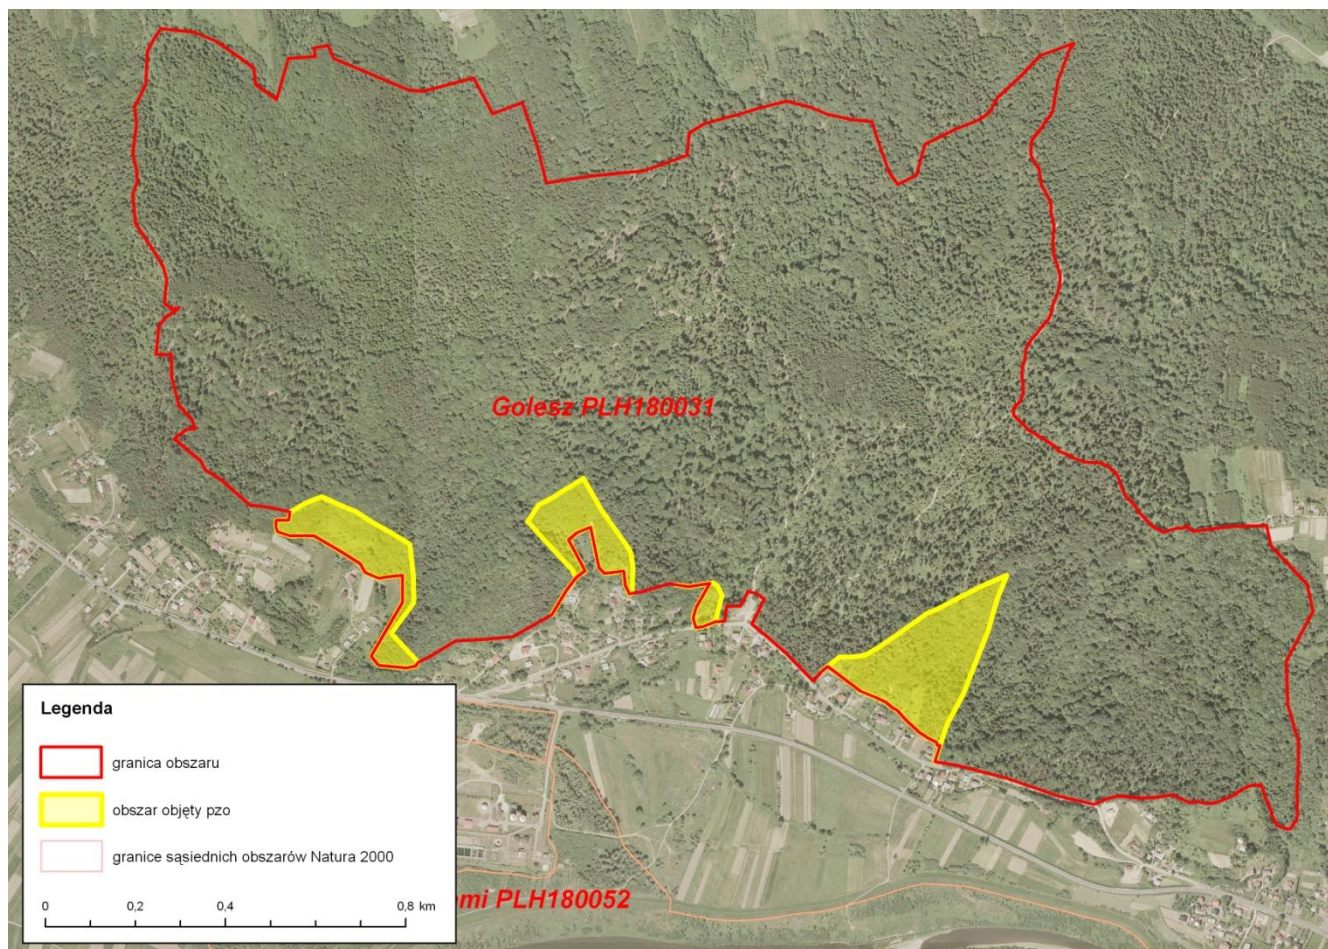 Golesz PLH180031
Legenda
granica obszaru
obszar objęty pzo
granice sąsiednich obszarów Natura 2000
0 0,2 0,4 0,8 km
ami PLH180052